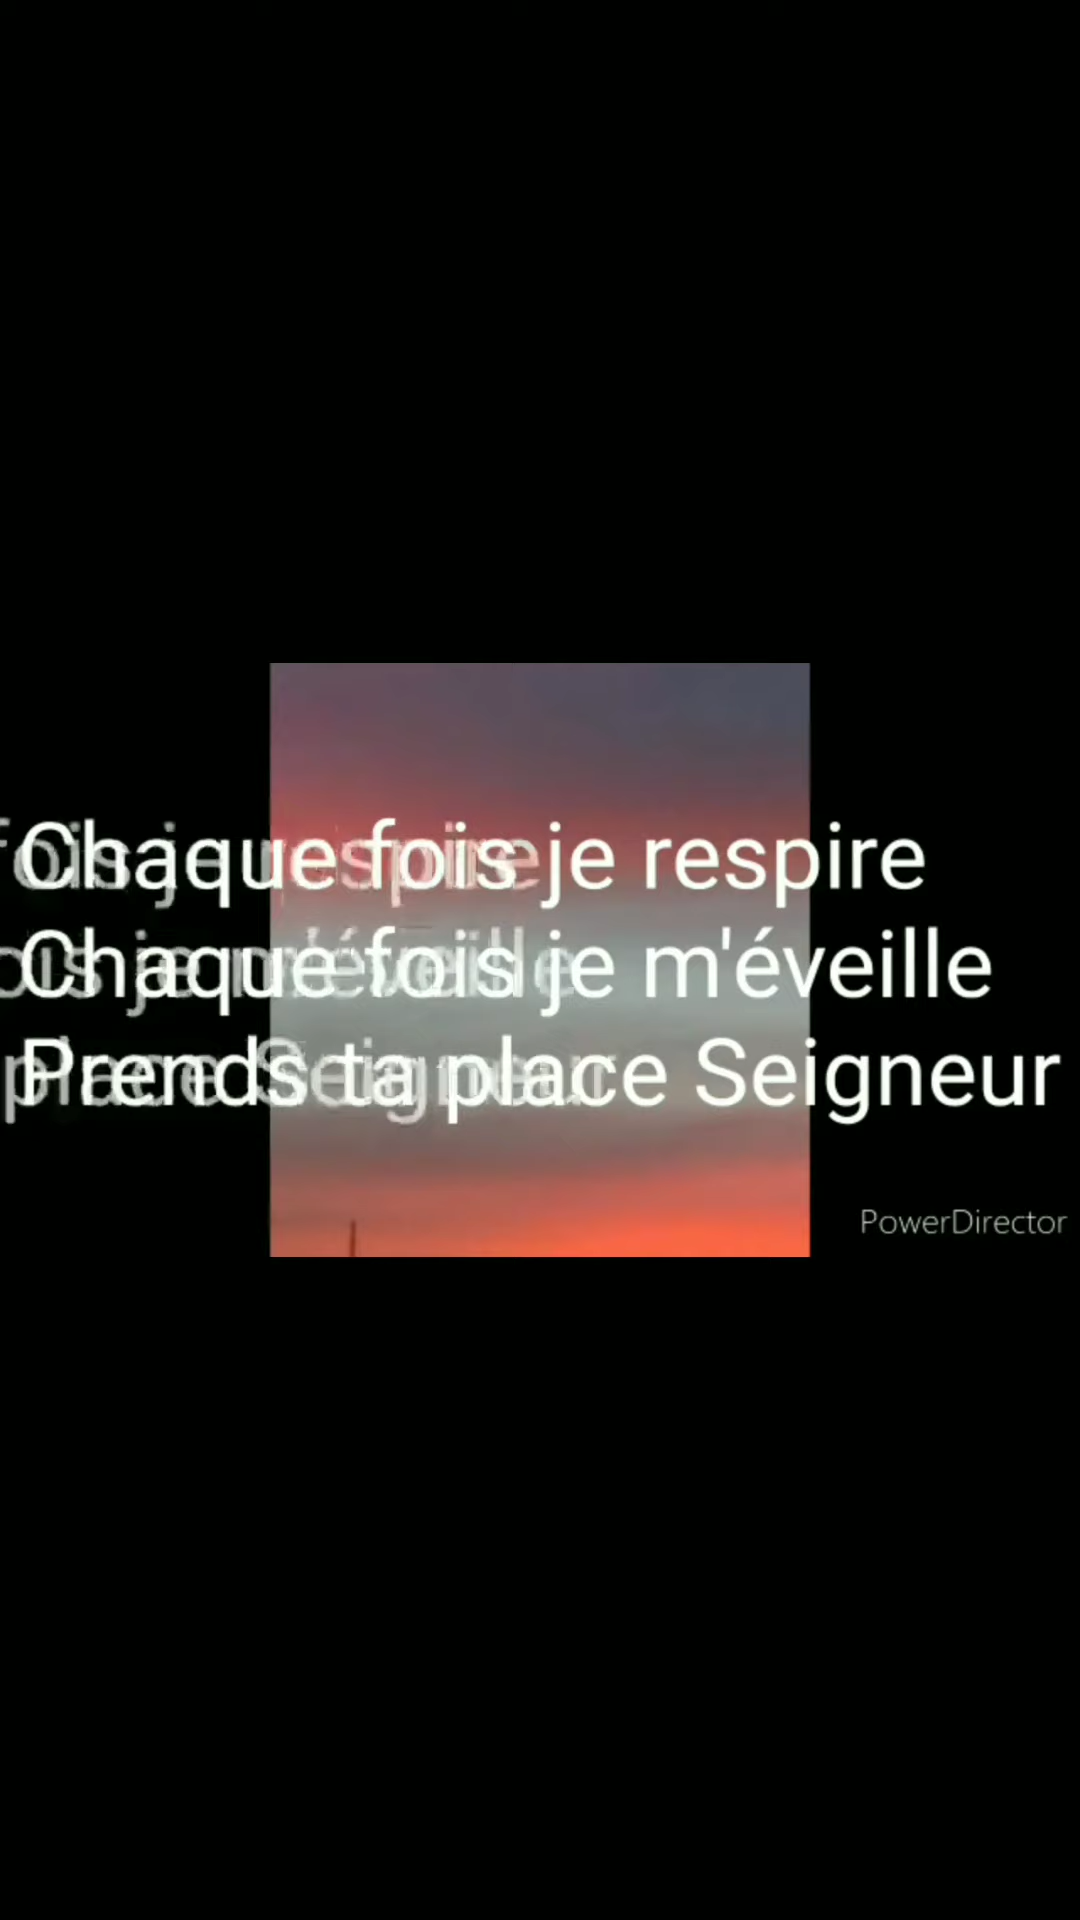 Chaque fois je respire
Chaque fois je m'éveille
Prends ta place Seigneur
PowerDirector